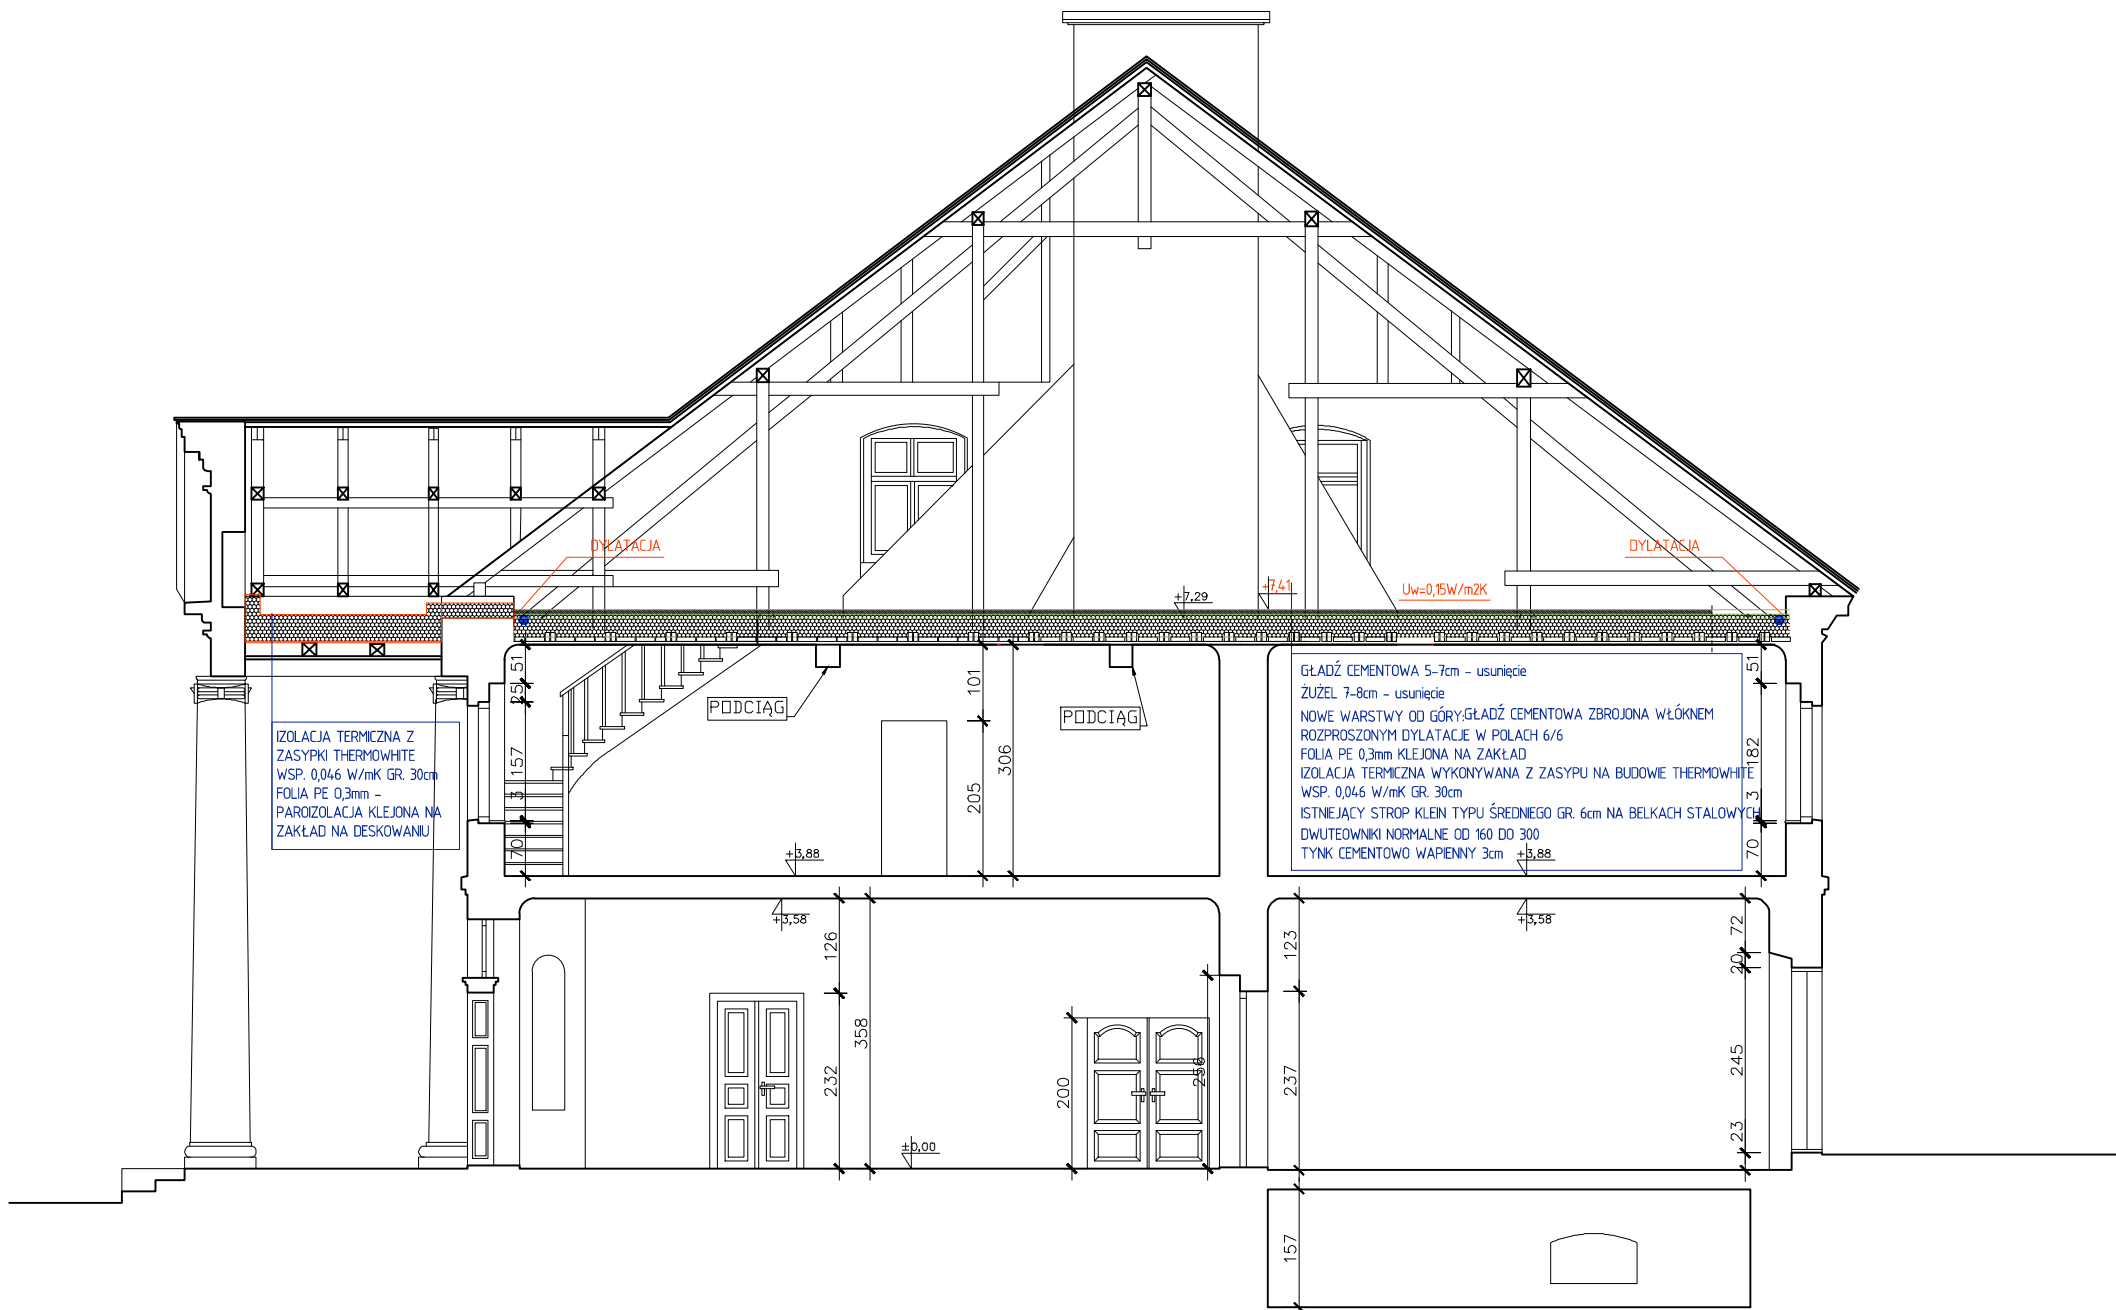 DYLATACJA
DYLATACJA
+7,29
+7,41
Uw=0,15W/m2K
PODCIĄG
PODCIĄG
IZOLACJA TERMICZNA Z
ZASYPKI THERMOWHITE
WSP. 0,046 W/mK GR. 30cm
FOLIA PE 0,3mm -
PAROIZOLACJA KLEJONA NA
ZAKŁAD NA DESKOWANIU
51
25
157
3
70
101
205
306
GŁADŹ CEMENTOWA 5-7cm - usunięcie
ŻUŻEL 7-8cm - usunięcie
NOWE WARSTWY OD GÓRY:GŁADŹ CEMENTOWA ZBROJONA WŁÓKNEM
ROZPROSZONYM DYLATACJE W POLACH 6/6
FOLIA PE 0,3mm KLEJONA NA ZAKŁAD
IZOLACJA TERMICZNA WYKONYWANA Z ZASYPU NA BUDOWIE THERMOWHITE
WSP. 0,046 W/mK GR. 30cm
ISTNIEJĄCY STROP KLEIN TYPU ŚREDNIEGO GR. 6cm NA BELKACH STALOWYCH
DWUTEOWNIKI NORMALNE OD 160 DO 300
TYNK CEMENTOWO WAPIENNY 3cm
51
182
3
70
+3,88
+3,88
+3,58
+3,58
126
232
358
200
256
123
237
72
20
245
23
±0,00
157